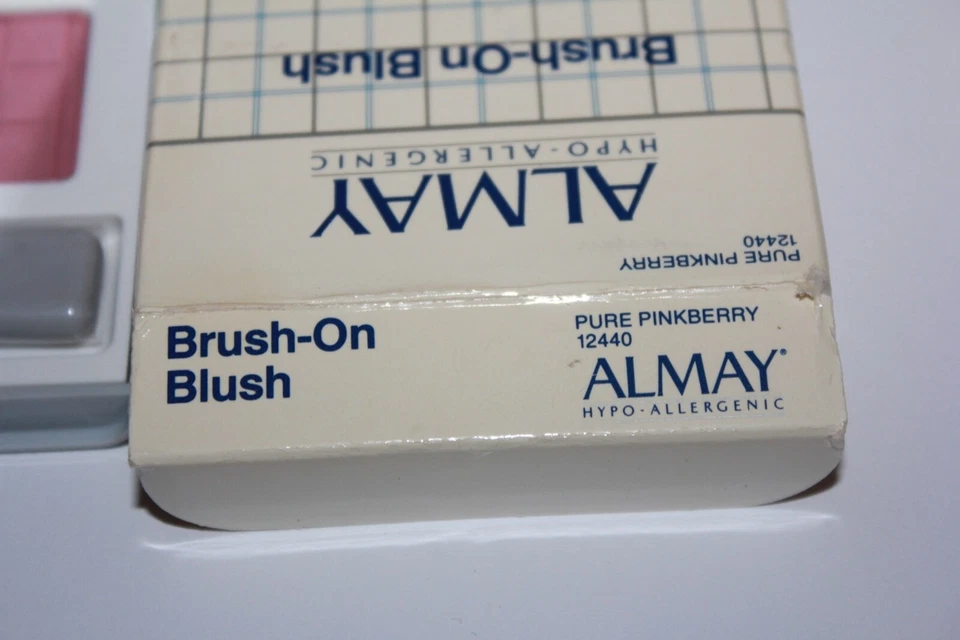 Brush-On Blush
HYPO-ALLERGENIC
ALMAY
PURE PINKBERRY
12440
Brush-On
Blush
PURE PINKBERRY
12440
ALMAY®
HYPO-ALLERGENIC